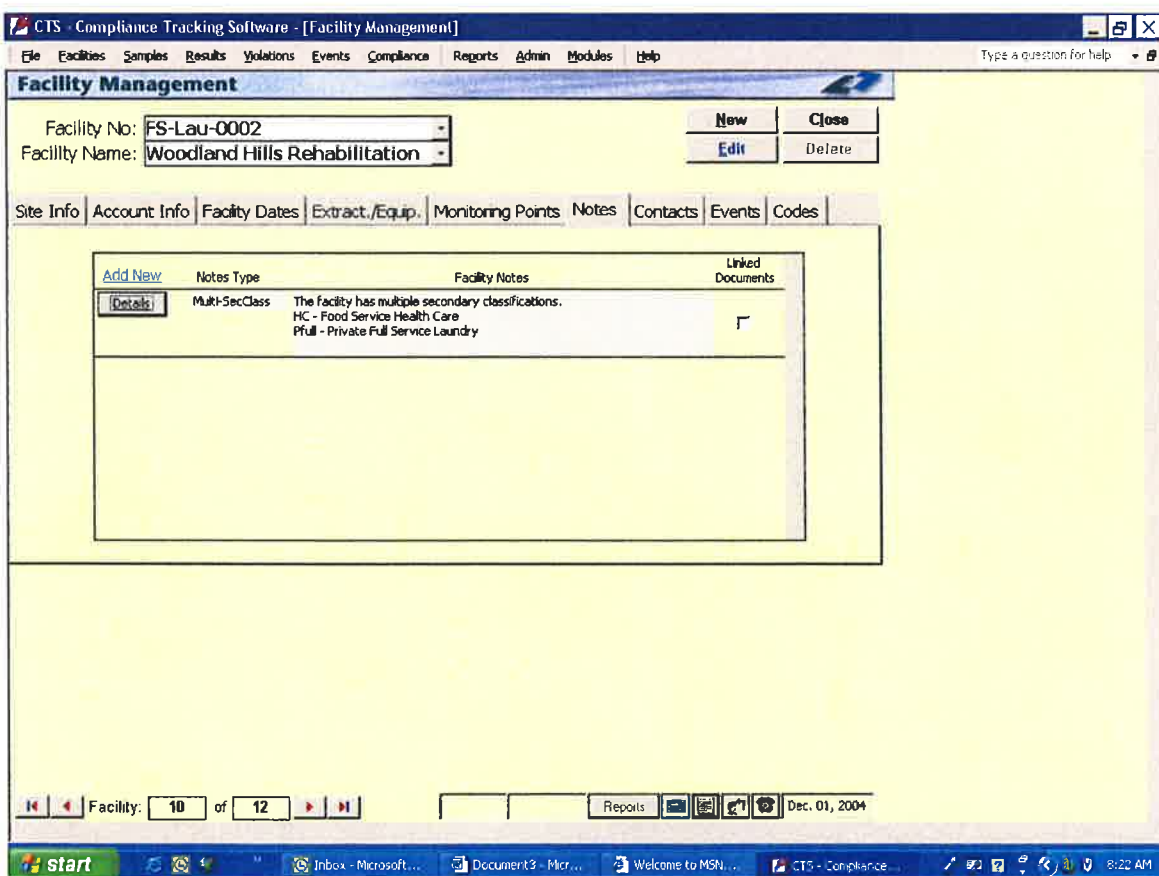 CTS - Compliance Tracking Software - [Facility Management]
File Facilities Samples Results Violations Events Compliance Reports Admin Modules Help Type a question for help
Facility Management
Facility No: FS-Lau-0002
New Close
Facility Name: Woodland Hills Rehabilitation
Edit Delete
Site Info Account Info Facility Dates Extract./Equip. Monitoring Points Notes Contacts Events Codes
Add New Notes Type Facility Notes Linked Documents
Details Multi-SecClass The facility has multiple secondary classifications.
HC - Food Service Health Care
Pfull - Private Full Service Laundry
Facility: 10 of 12 Reports Dec. 01, 2004
start Inbox - Microsoft... Document3 - Micr... Welcome to MSN.... CTS - Compliance... 8:22 AM